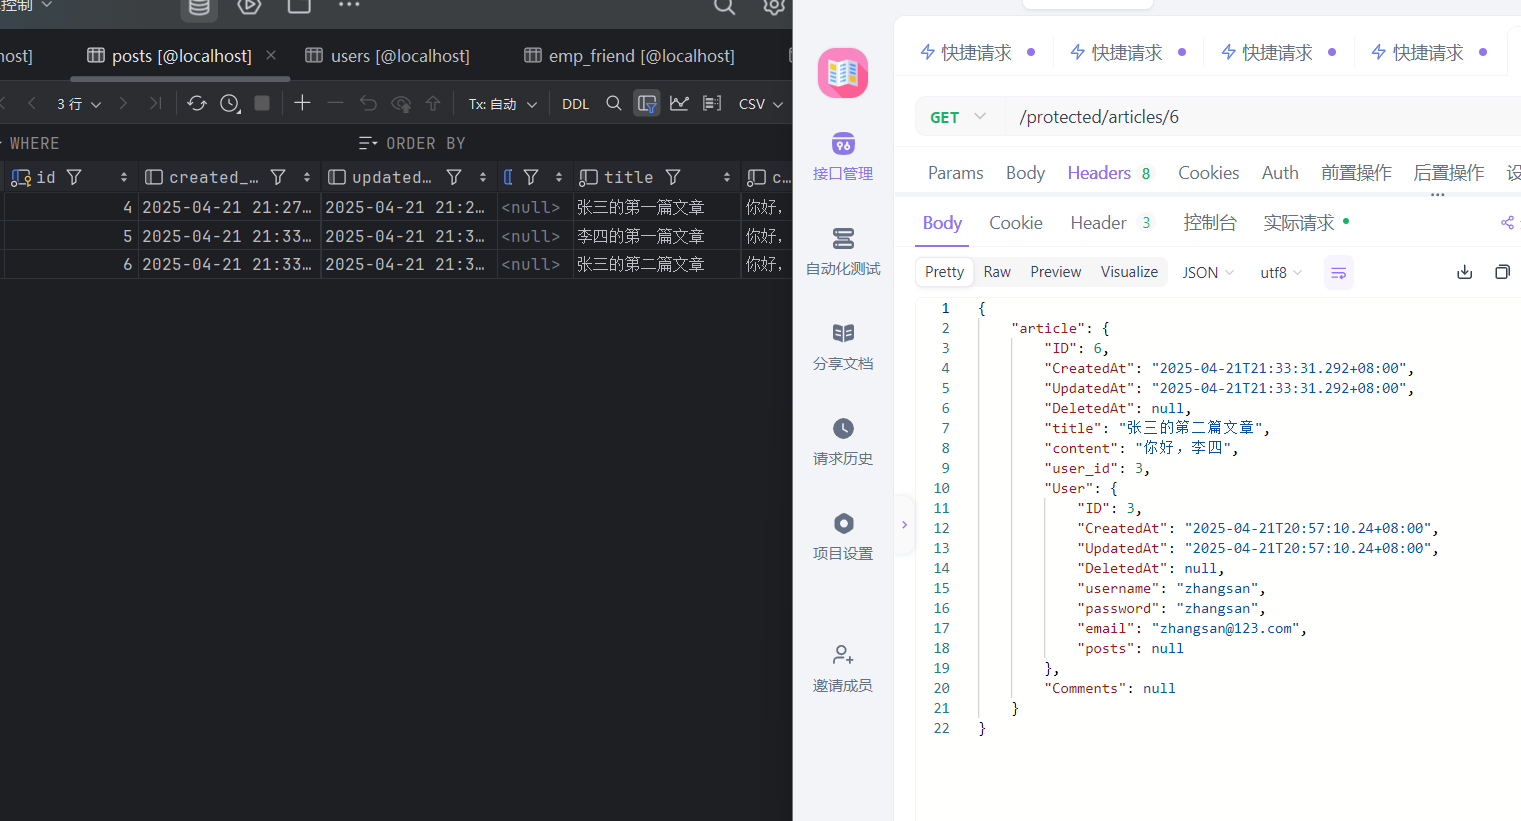 控制
host]
posts [@localhost]
users [@localhost]
emp_friend [@localhost]
3 行
Tx: 自动
DDL
CSV
WHERE
ORDER BY
id
created_…
updated…
title
c…
4 2025-04-21 21:27… 2025-04-21 21:2… <null> 张三的第一篇文章 你好，
5 2025-04-21 21:33… 2025-04-21 21:3… <null> 李四的第一篇文章 你好，
6 2025-04-21 21:33… 2025-04-21 21:3… <null> 张三的第二篇文章 你好，
接口管理
自动化测试
分享文档
请求历史
项目设置
邀请成员
快捷请求
快捷请求
快捷请求
快捷请求
GET /protected/articles/6
Params Body Headers 8 Cookies Auth 前置操作 后置操作 设
Body Cookie Header 3 控制台 实际请求
Pretty Raw Preview Visualize JSON utf8
1 {
2 "article": {
3 "ID": 6,
4 "CreatedAt": "2025-04-21T21:33:31.292+08:00",
5 "UpdatedAt": "2025-04-21T21:33:31.292+08:00",
6 "DeletedAt": null,
7 "title": "张三的第二篇文章",
8 "content": "你好，李四",
9 "user_id": 3,
10 "User": {
11 "ID": 3,
12 "CreatedAt": "2025-04-21T20:57:10.24+08:00",
13 "UpdatedAt": "2025-04-21T20:57:10.24+08:00",
14 "DeletedAt": null,
15 "username": "zhangsan",
16 "password": "zhangsan",
17 "email": "zhangsan@123.com",
18 "posts": null
19 },
20 "Comments": null
21 }
22 }